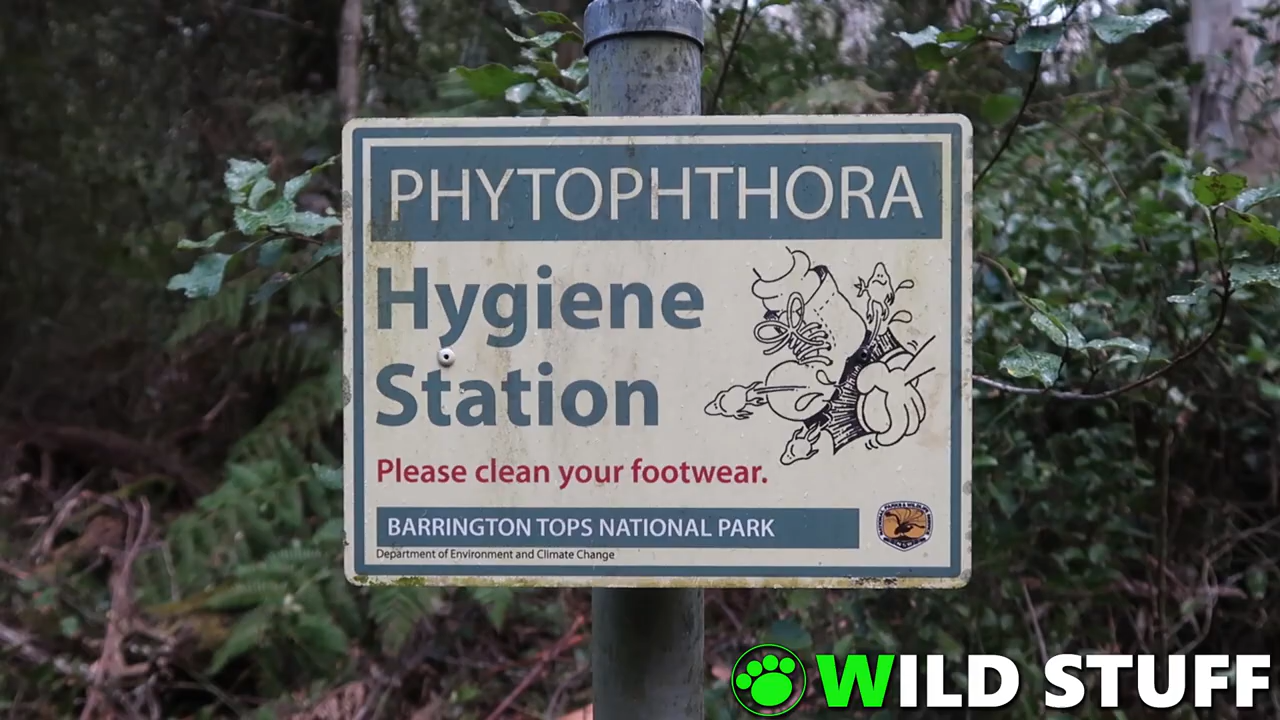 PHYTOPHTHORA
Hygiene
Station
Please clean your footwear.
BARRINGTON TOPS NATIONAL PARK
Department of Environment and Climate Change
WILD STUFF